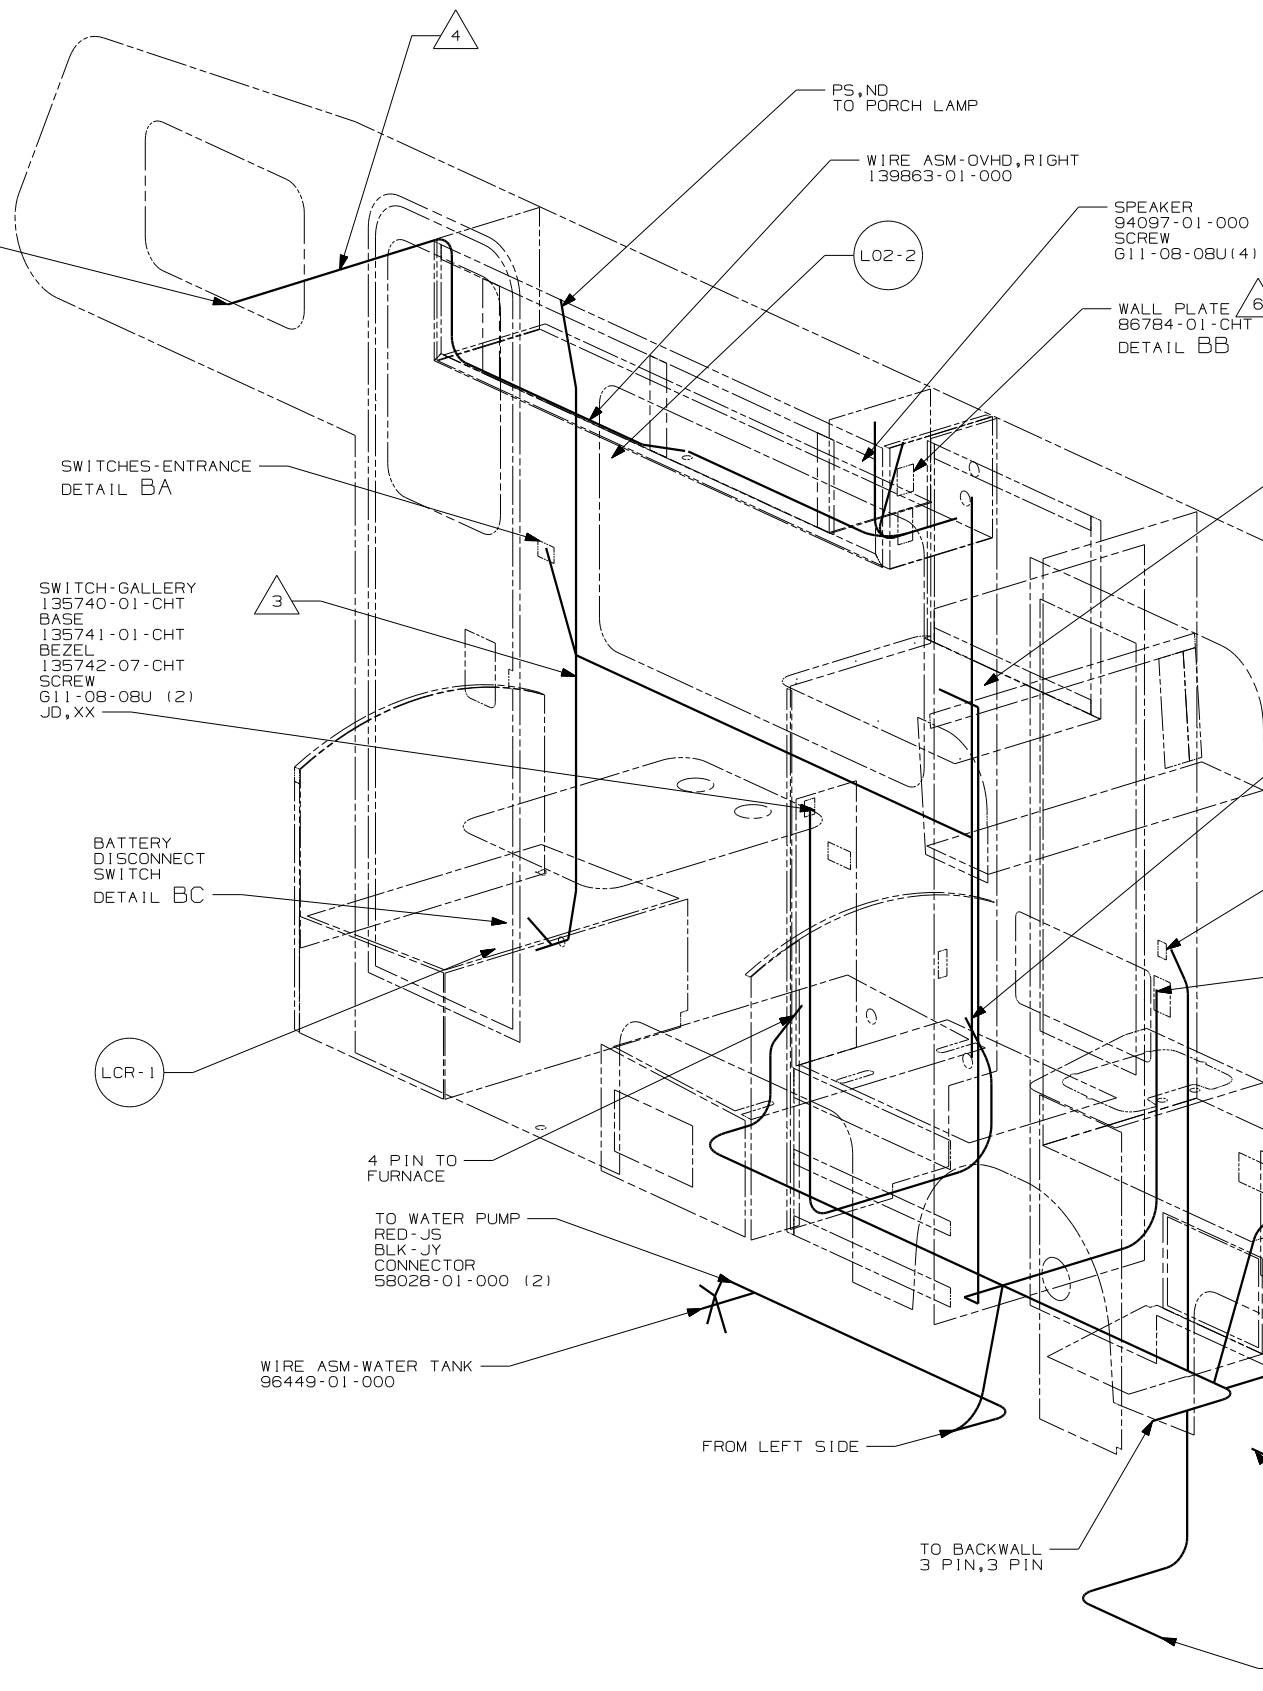 4
PS,ND
TO PORCH LAMP
WIRE ASM-OVHD,RIGHT
139863-01-000
SPEAKER
94097-01-000
SCREW
G11-08-08U(4)
L02-2
WALL PLATE
86784-01-CHT
DETAIL BB
6
SWITCHES-ENTRANCE
DETAIL BA
SWITCH-GALLERY
135740-01-CHT
BASE
135741-01-CHT
BEZEL
135742-07-CHT
SCREW
G11-08-08U (2)
JD,XX
3
BATTERY
DISCONNECT
SWITCH
DETAIL BC
LCR-1
4 PIN TO
FURNACE
TO WATER PUMP
RED-JS
BLK-JY
CONNECTOR
58028-01-000 (2)
WIRE ASM-WATER TANK
96449-01-000
FROM LEFT SIDE
TO BACKWALL
3 PIN,3 PIN